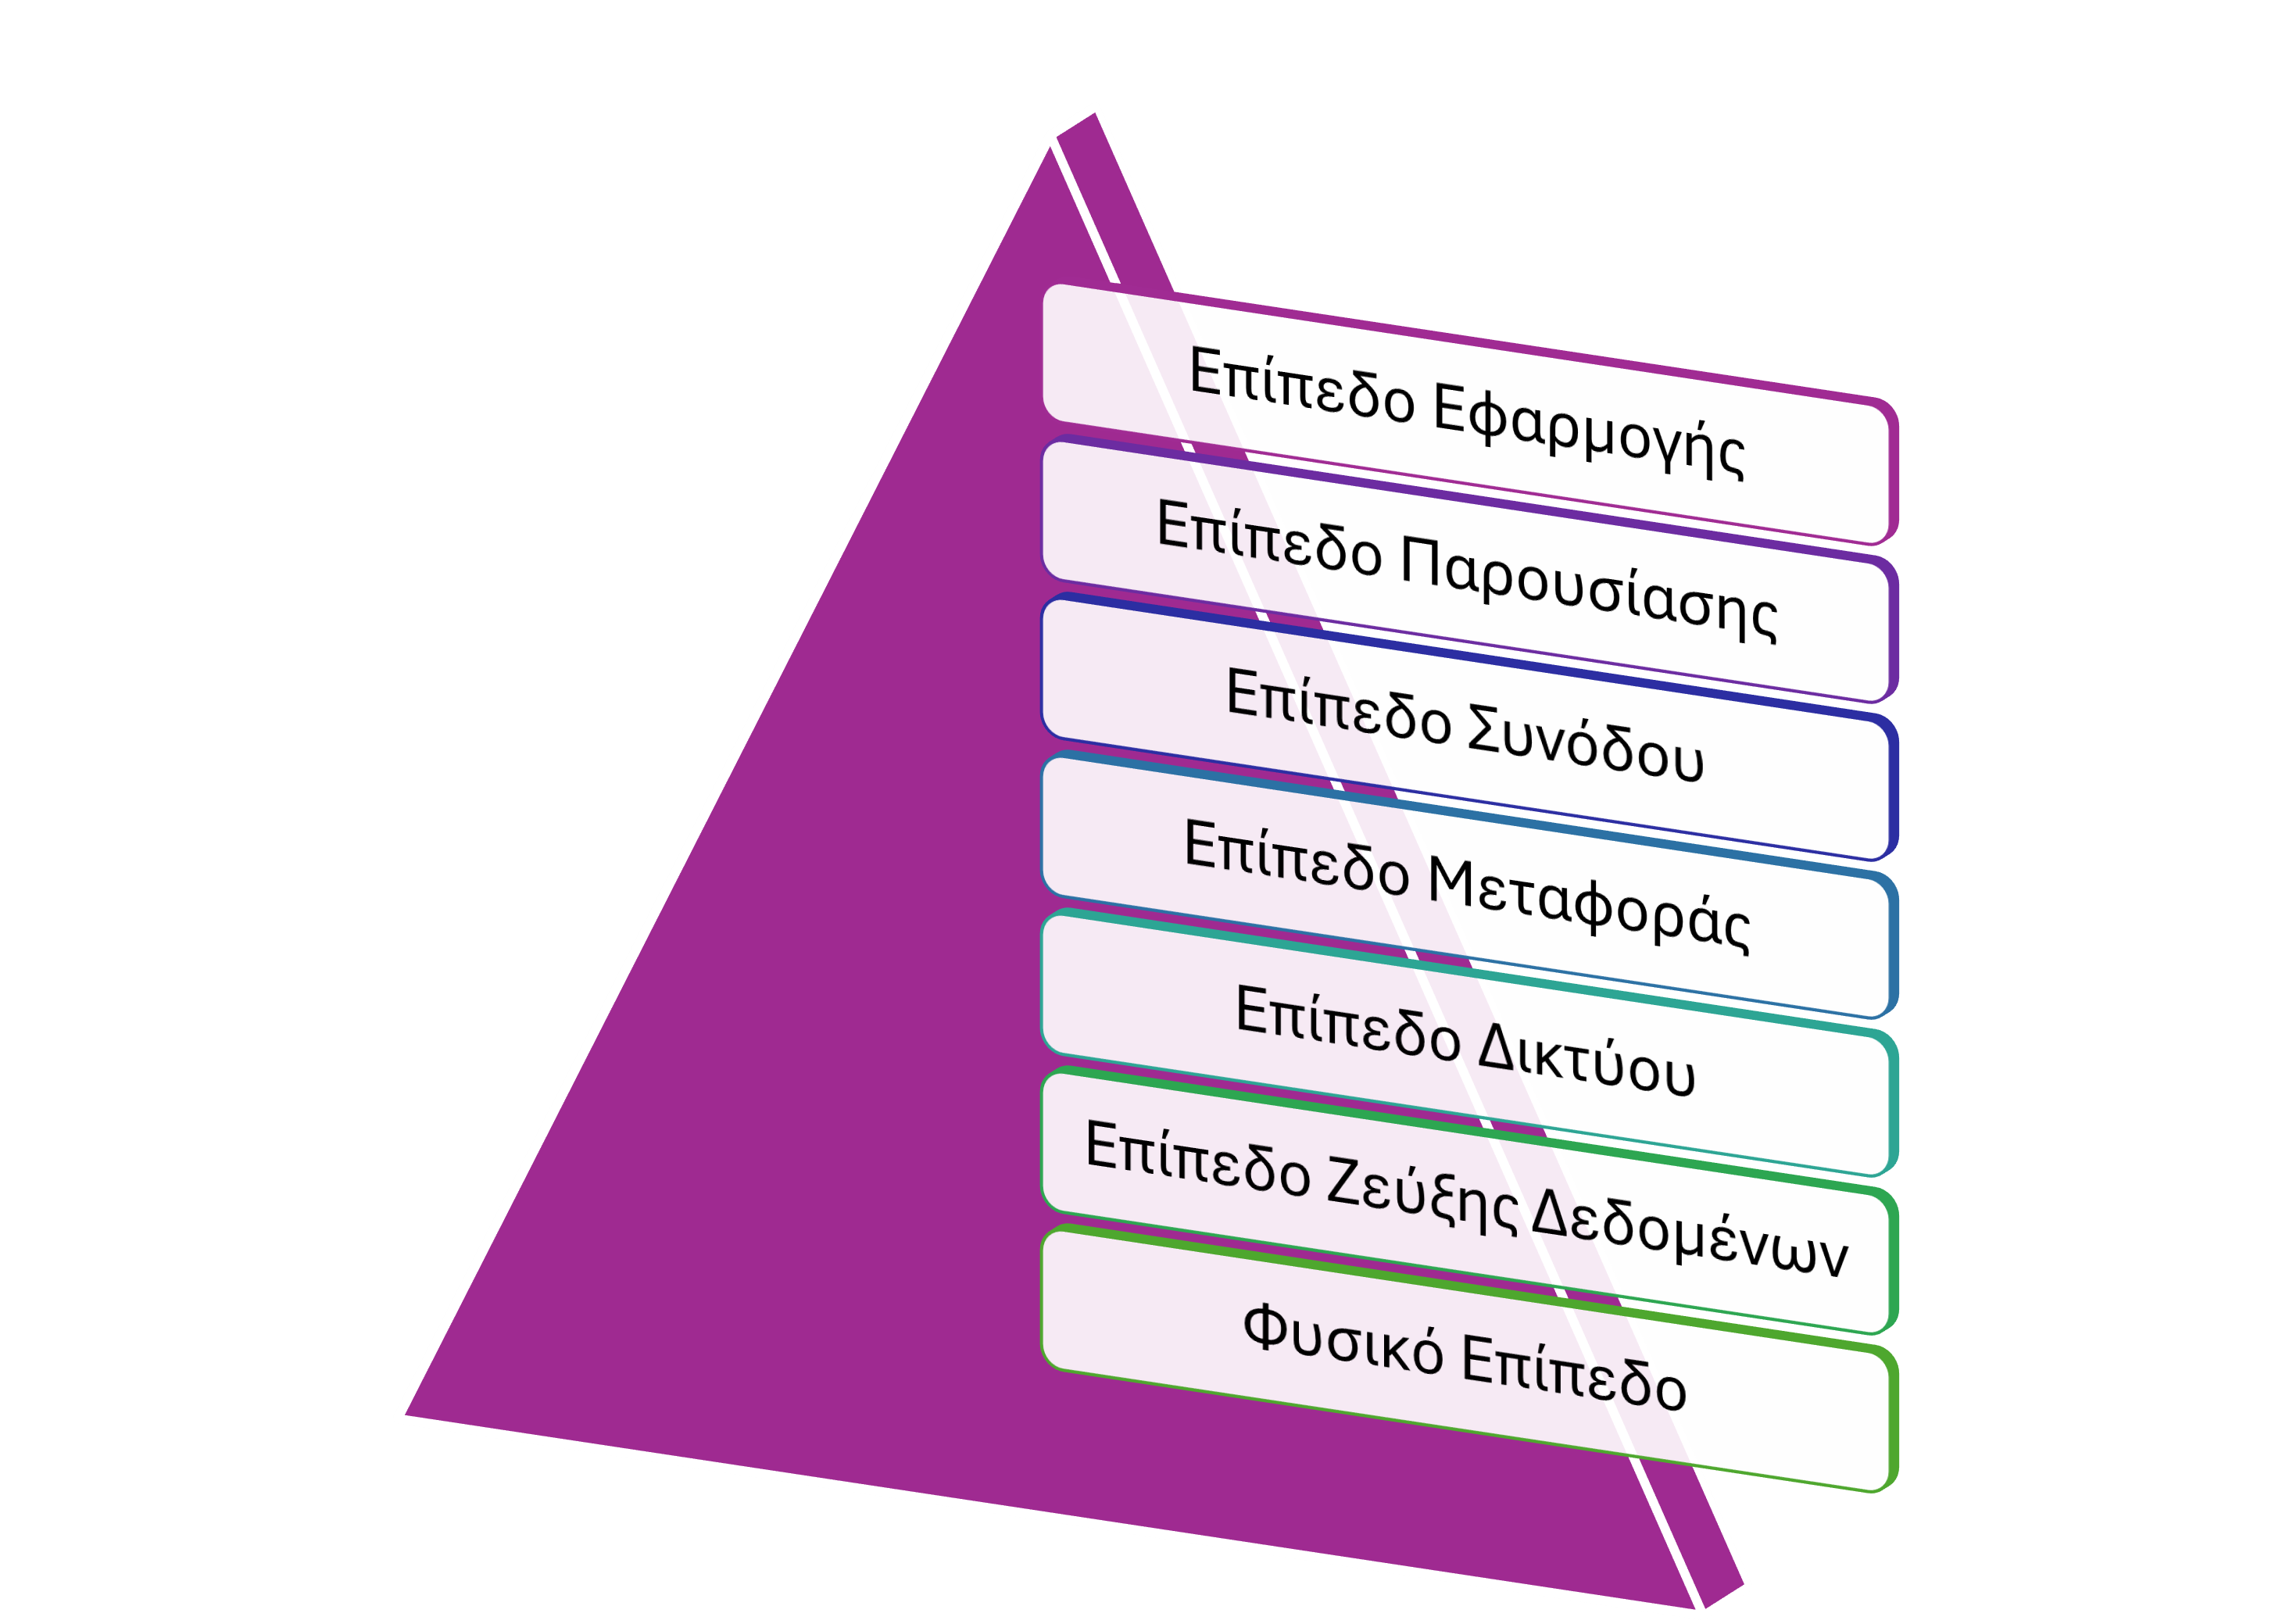 Επίπεδο Εφαρμογής
Επίπεδο Παρουσίασης
Επίπεδο Συνόδου
Επίπεδο Μεταφοράς
Επίπεδο Δικτύου
Επίπεδο Ζεύξης Δεδομένων
Φυσικό Επίπεδο